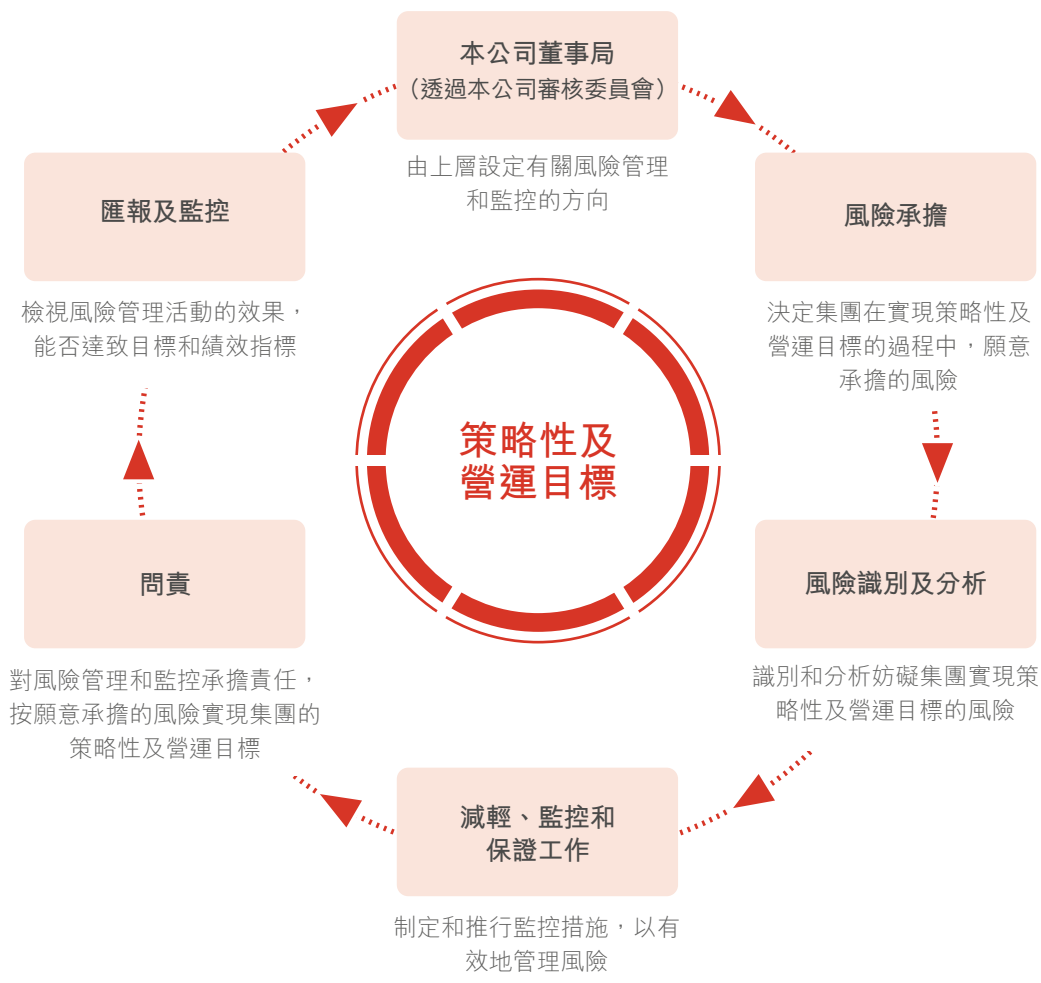 本公司董事局
（透過本公司審核委員會）
由上層設定有關風險管理
和監控的方向
風險承擔
決定集團在實現策略性及
營運目標的過程中，願意
承擔的風險
風險識別及分析
識別和分析妨礙集團實現策
略性及營運目標的風險
減輕、監控和
保證工作
制定和推行監控措施，以有
效地管理風險
問責
對風險管理和監控承擔責任，
按願意承擔的風險實現集團的
策略性及營運目標
匯報及監控
檢視風險管理活動的效果，
能否達致目標和績效指標
策略性及
營運目標